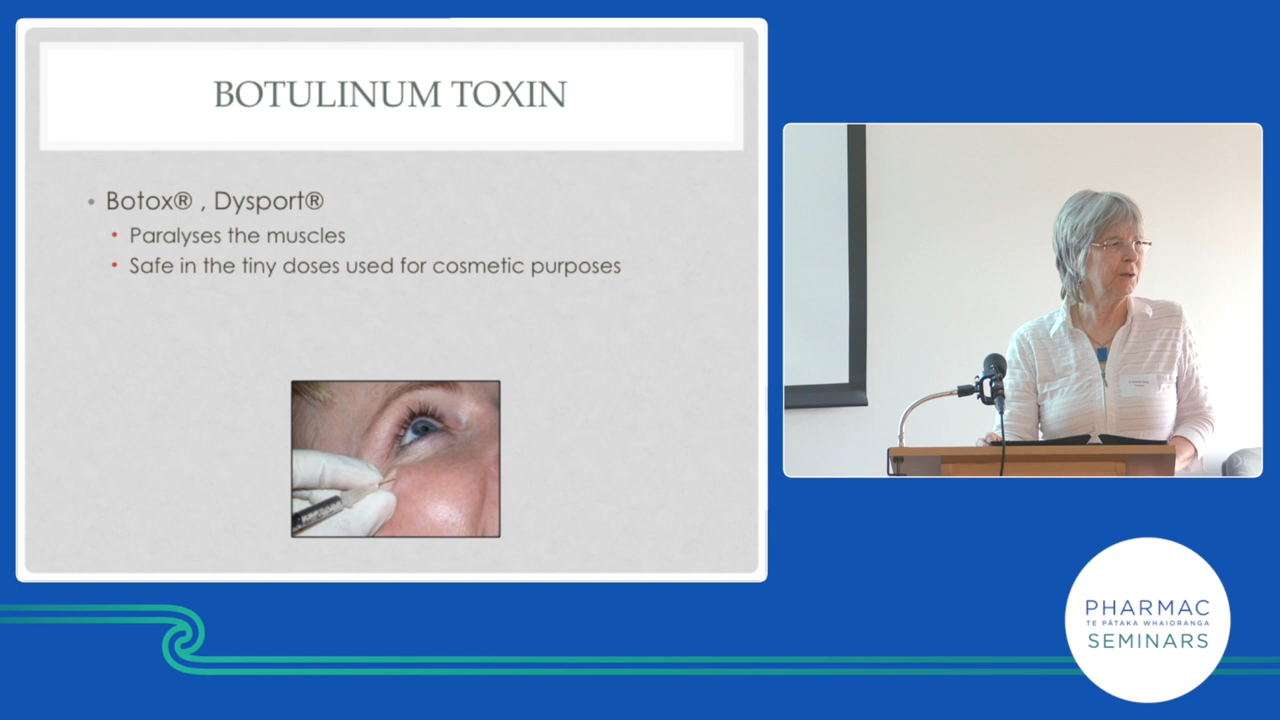 BOTULINUM TOXIN
• Botox® , Dysport®
• Paralyses the muscles
• Safe in the tiny doses used for cosmetic purposes
PHARMAC
TE PĀTAKA WHAIORANGA
SEMINARS